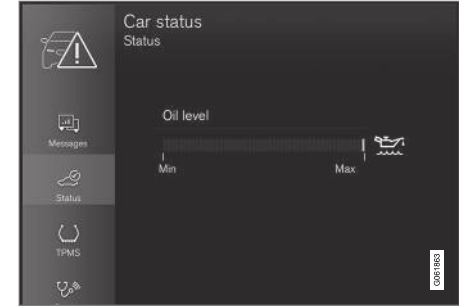 Car status
Status
Messages
Status
TPMS
Oil level
Min Max
G061863